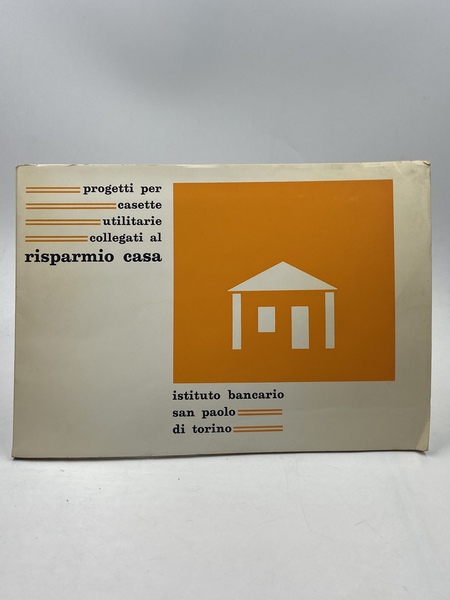 progetti per
casette
utilitarie
collegati al
risparmio casa
istituto bancario
san paolo
di torino